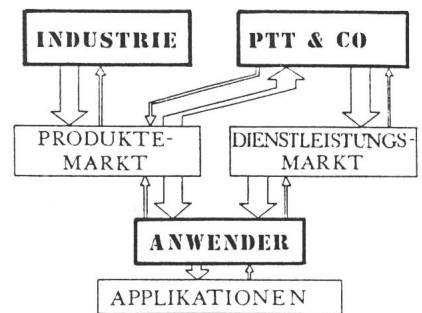 INDUSTRIE
PTT & CO
PRODUKTE-
MARKT
DIENSTLEISTUNGS-
MARKT
ANWENDER
APPLIKATIONEN